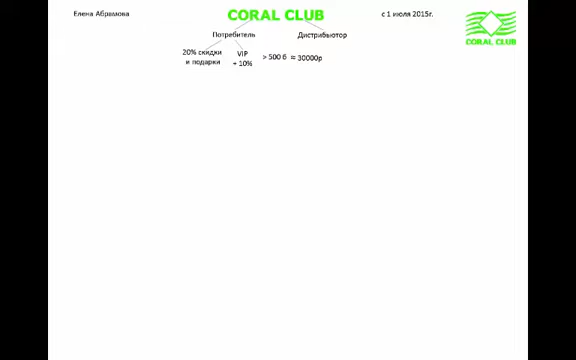 Елена Абрамова
CORAL CLUB
с 1 июля 2015г.
CORAL CLUB
Потребитель
Дистрибьютор
20% скидки
и подарки
VIP
+ 10%
> 500 б ≈ 30000р